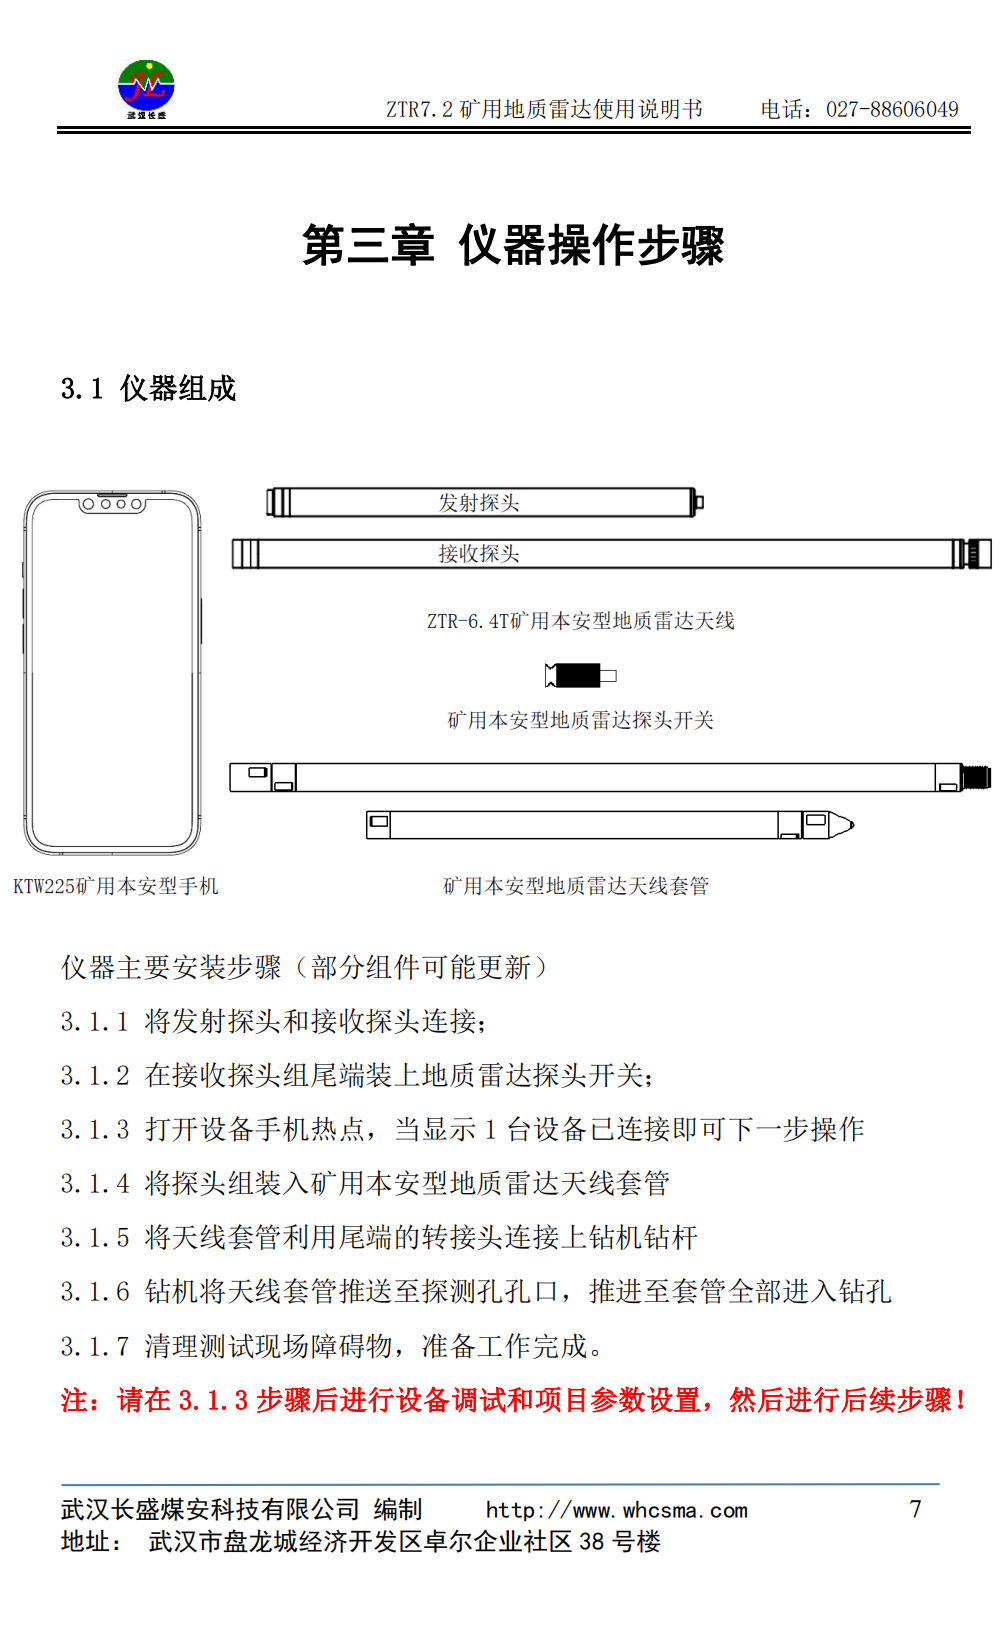 武汉长盛
ZTR7.2 矿用地质雷达使用说明书 电话：027-88606049
第三章 仪器操作步骤
3.1 仪器组成
发射探头
接收探头
ZTR-6.4T矿用本安型地质雷达天线
矿用本安型地质雷达探头开关
KTW225矿用本安型手机
矿用本安型地质雷达天线套管
仪器主要安装步骤（部分组件可能更新）
3.1.1 将发射探头和接收探头连接；
3.1.2 在接收探头组尾端装上地质雷达探头开关；
3.1.3 打开设备手机热点，当显示 1 台设备已连接即可下一步操作
3.1.4 将探头组装入矿用本安型地质雷达天线套管
3.1.5 将天线套管利用尾端的转接头连接上钻机钻杆
3.1.6 钻机将天线套管推送至探测孔孔口，推进至套管全部进入钻孔
3.1.7 清理测试现场障碍物，准备工作完成。
注：请在 3.1.3 步骤后进行设备调试和项目参数设置，然后进行后续步骤！
武汉长盛煤安科技有限公司 编制 http://www.whcsma.com 7
地址： 武汉市盘龙城经济开发区卓尔企业社区 38 号楼